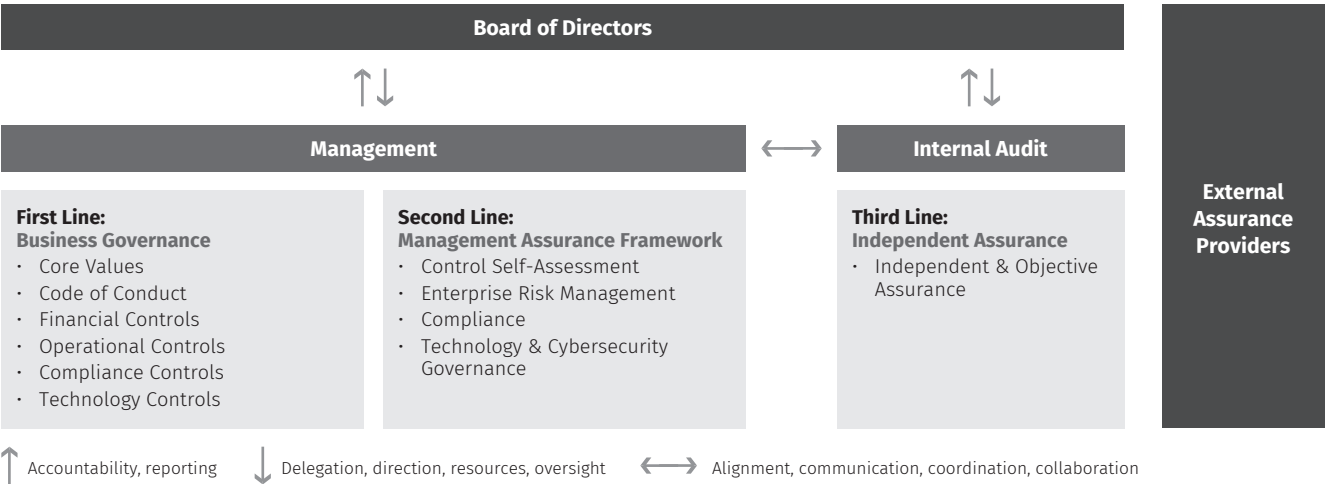 Board of Directors
Management
Internal Audit
First Line:
Business Governance
· Core Values
· Code of Conduct
· Financial Controls
· Operational Controls
· Compliance Controls
· Technology Controls
Second Line:
Management Assurance Framework
· Control Self-Assessment
· Enterprise Risk Management
· Compliance
· Technology & Cybersecurity
Governance
Third Line:
Independent Assurance
· Independent & Objective
Assurance
External
Assurance
Providers
Accountability, reporting
Delegation, direction, resources, oversight
Alignment, communication, coordination, collaboration